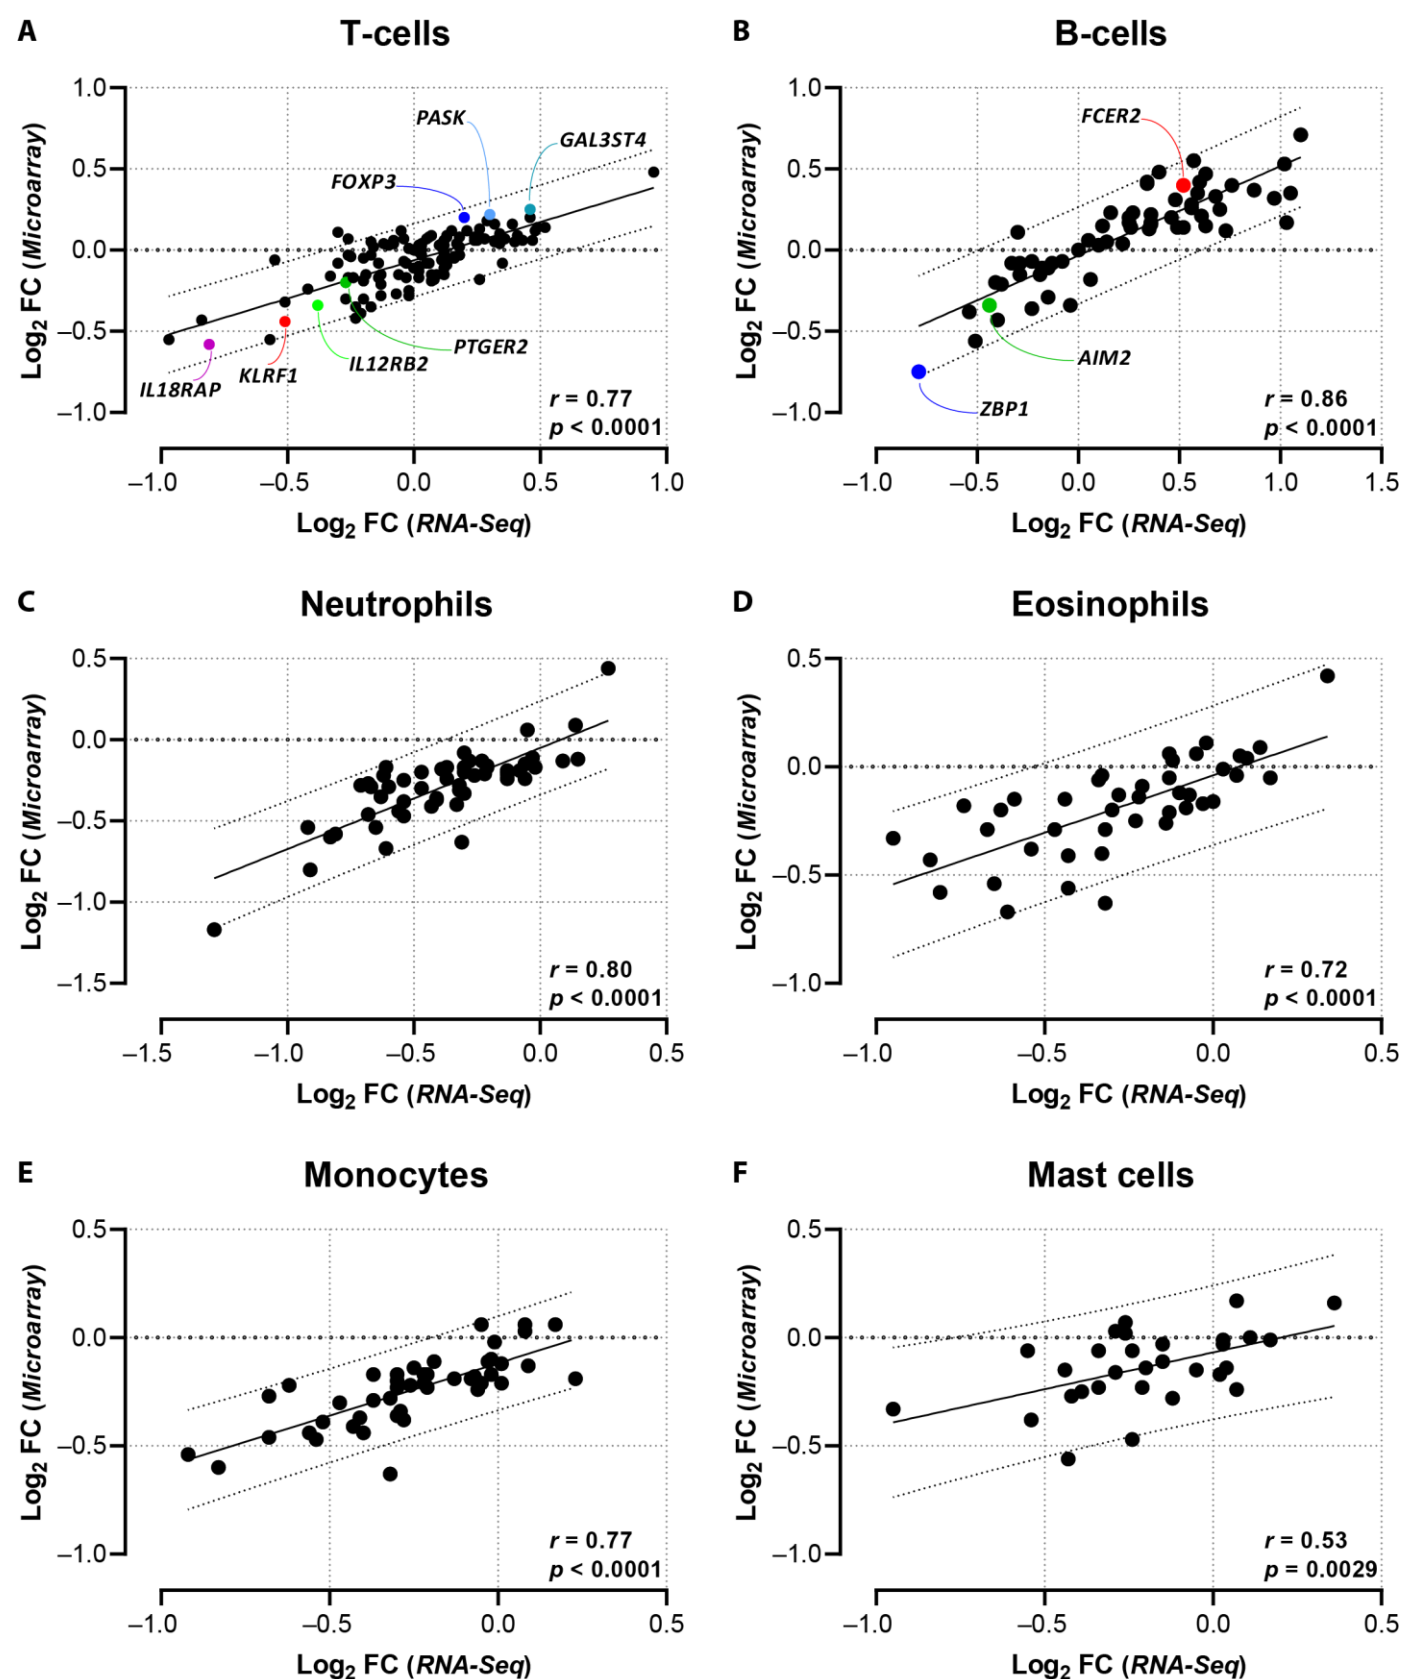 A
T-cells
Log2 FC (Microarray)
1.0
0.5
0.0
−0.5
−1.0
PASK
GAL3ST4
FOXP3
IL18RAP
KLRF1
IL12RB2
PTGER2
r = 0.77
p < 0.0001
−1.0
−0.5
0.0
0.5
1.0
Log2 FC (RNA-Seq)
B
B-cells
Log2 FC (Microarray)
1.0
0.5
0.0
−0.5
−1.0
FCER2
AIM2
ZBP1
r = 0.86
p < 0.0001
−1.0
−0.5
0.0
0.5
1.0
1.5
Log2 FC (RNA-Seq)
C
Neutrophils
Log2 FC (Microarray)
0.5
0.0
−0.5
−1.0
−1.5
r = 0.80
p < 0.0001
−1.5
−1.0
−0.5
0.0
0.5
Log2 FC (RNA-Seq)
D
Eosinophils
Log2 FC (Microarray)
0.5
0.0
−0.5
−1.0
r = 0.72
p < 0.0001
−1.0
−0.5
0.0
0.5
Log2 FC (RNA-Seq)
E
Monocytes
Log2 FC (Microarray)
0.5
0.0
−0.5
−1.0
r = 0.77
p < 0.0001
−1.0
−0.5
0.0
0.5
Log2 FC (RNA-Seq)
F
Mast cells
Log2 FC (Microarray)
0.5
0.0
−0.5
−1.0
r = 0.53
p = 0.0029
−1.0
−0.5
0.0
0.5
Log2 FC (RNA-Seq)